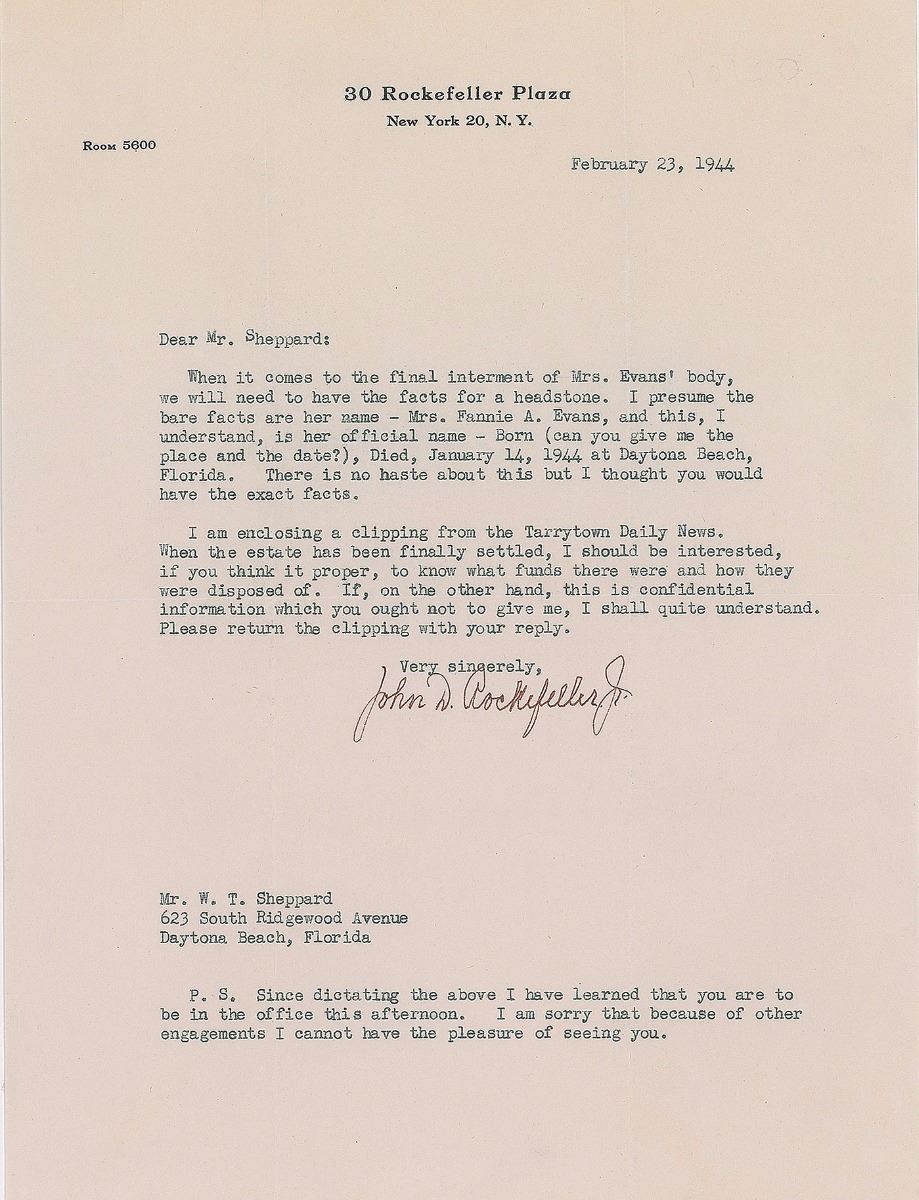 30 Rockefeller Plaza
New York 20, N. Y.
Room 5600
February 23, 1944
Dear Mr. Sheppard:
When it comes to the final interment of Mrs. Evans' body,
we will need to have the facts for a headstone. I presume the
bare facts are her name - Mrs. Fannie A. Evans, and this, I
understand, is her official name - Born (can you give me the
place and the date?), Died, January 14, 1944 at Daytona Beach,
Florida. There is no haste about this but I thought you would
have the exact facts.
I am enclosing a clipping from the Tarrytown Daily News.
When the estate has been finally settled, I should be interested,
if you think it proper, to know what funds there were and how they
were disposed of. If, on the other hand, this is confidential
information which you ought not to give me, I shall quite understand.
Please return the clipping with your reply.
Very sincerely,
John D. Rockefeller Jr.
Mr. W. T. Sheppard
623 South Ridgewood Avenue
Daytona Beach, Florida
P. S. Since dictating the above I have learned that you are to
be in the office this afternoon. I am sorry that because of other
engagements I cannot have the pleasure of seeing you.